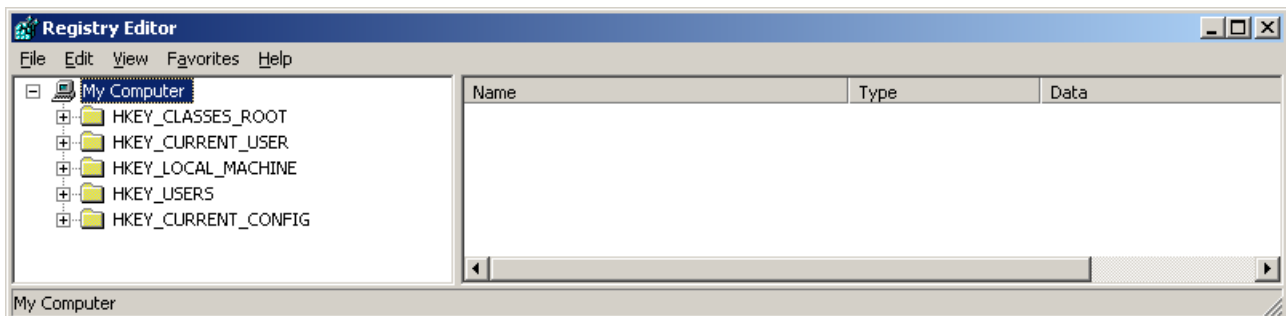 Registry Editor
File Edit View Favorites Help
My Computer
HKEY_CLASSES_ROOT
HKEY_CURRENT_USER
HKEY_LOCAL_MACHINE
HKEY_USERS
HKEY_CURRENT_CONFIG
Name Type Data
My Computer